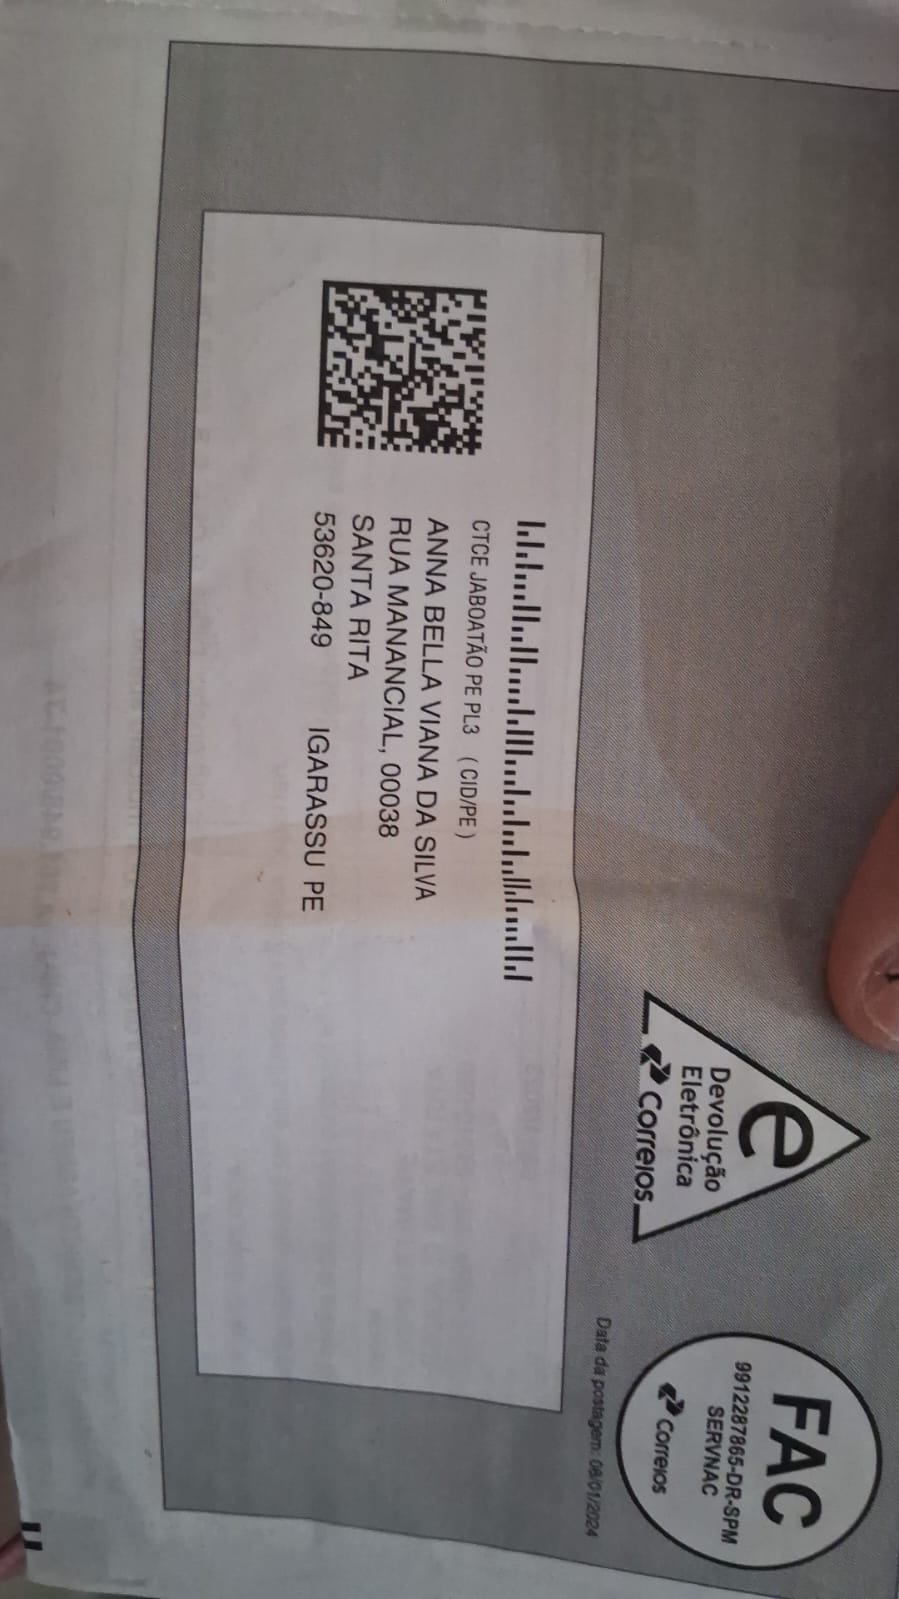 FAC
9912287865-DR-SPM
SERVNAC
Correios
e
Devolução
Eletrônica
Correios
Data da postagem: 08/01/2024
CTCE JABOATÃO PE PL3 ( CID/PE )
ANNA BELLA VIANA DA SILVA
RUA MANANCIAL, 00038
SANTA RITA
53620-849 IGARASSU PE